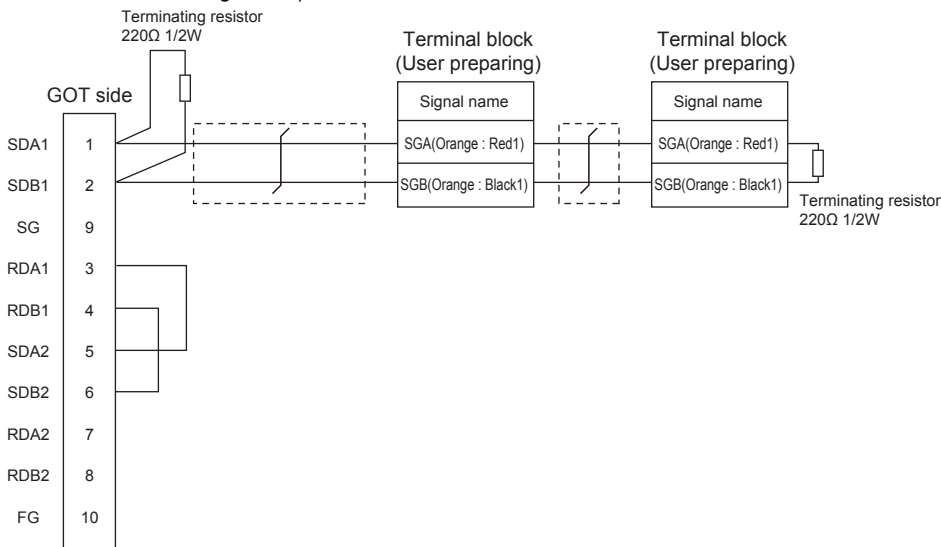 Terminating resistor
220Ω 1/2W
Terminal block
(User preparing)
Terminal block
(User preparing)
GOT side
Signal name
Signal name
SDA1 1
SGA(Orange : Red1)
SGA(Orange : Red1)
SDB1 2
SGB(Orange : Black1)
SGB(Orange : Black1)
Terminating resistor
220Ω 1/2W
SG 9
RDA1 3
RDB1 4
SDA2 5
SDB2 6
RDA2 7
RDB2 8
FG 10